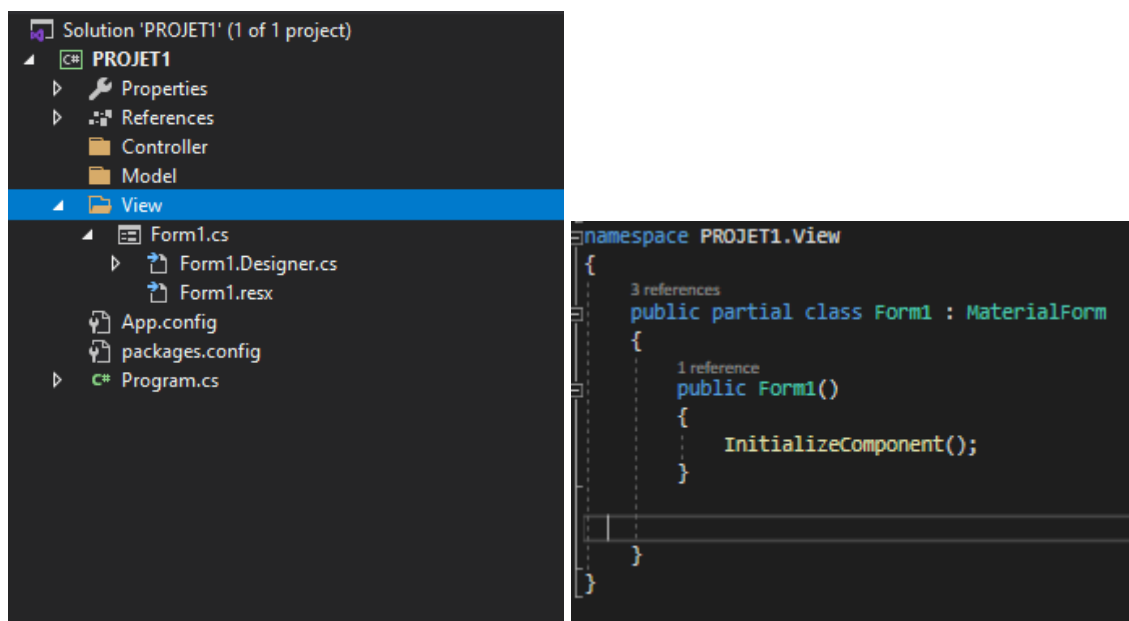 Solution 'PROJET1' (1 of 1 project)
C# PROJET1
Properties
References
Controller
Model
View
Form1.cs
Form1.Designer.cs
Form1.resx
App.config
packages.config
C# Program.cs
namespace PROJET1.View
{
3 references
public partial class Form1 : MaterialForm
{
1 reference
public Form1()
{
InitializeComponent();
}
}
}